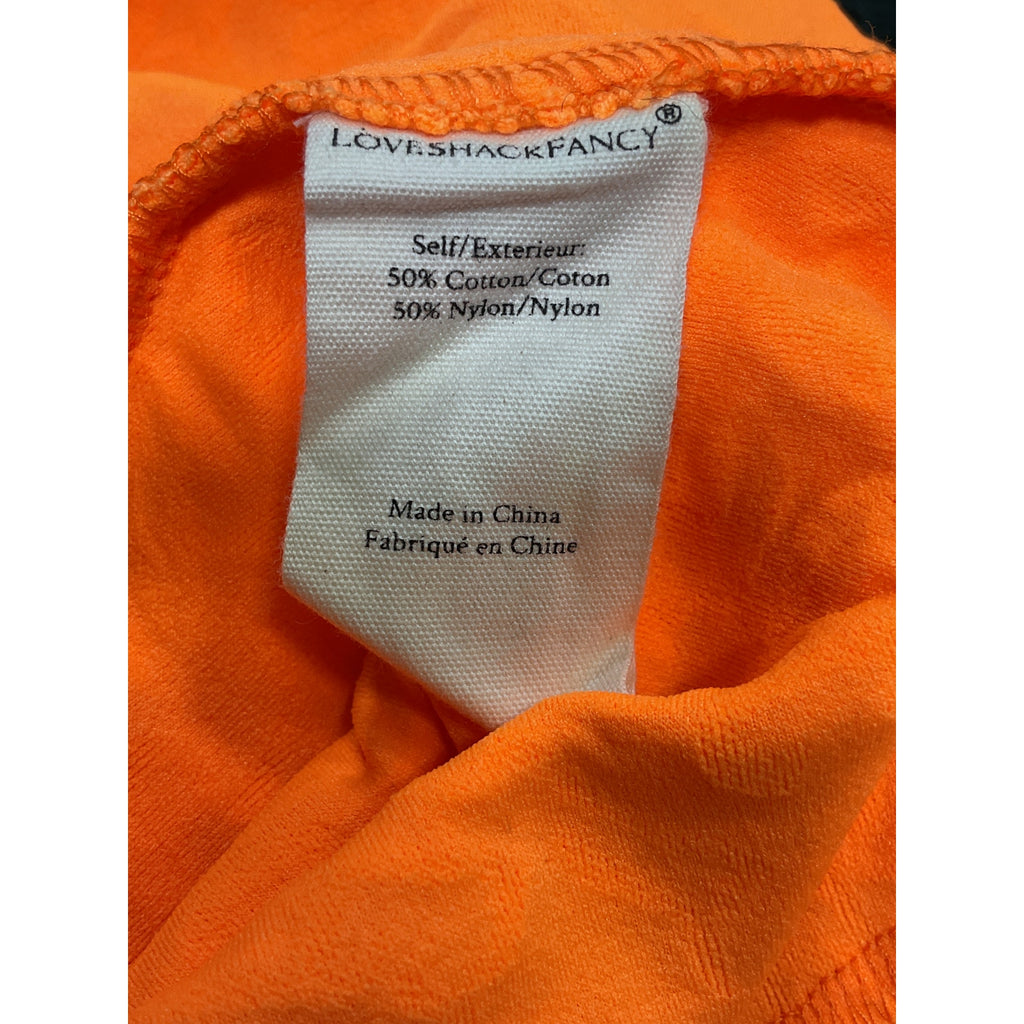 LOVESHACKFANCY®
Self/Exterieur:
50% Cotton/Coton
50% Nylon/Nylon
Made in China
Fabriqué en Chine